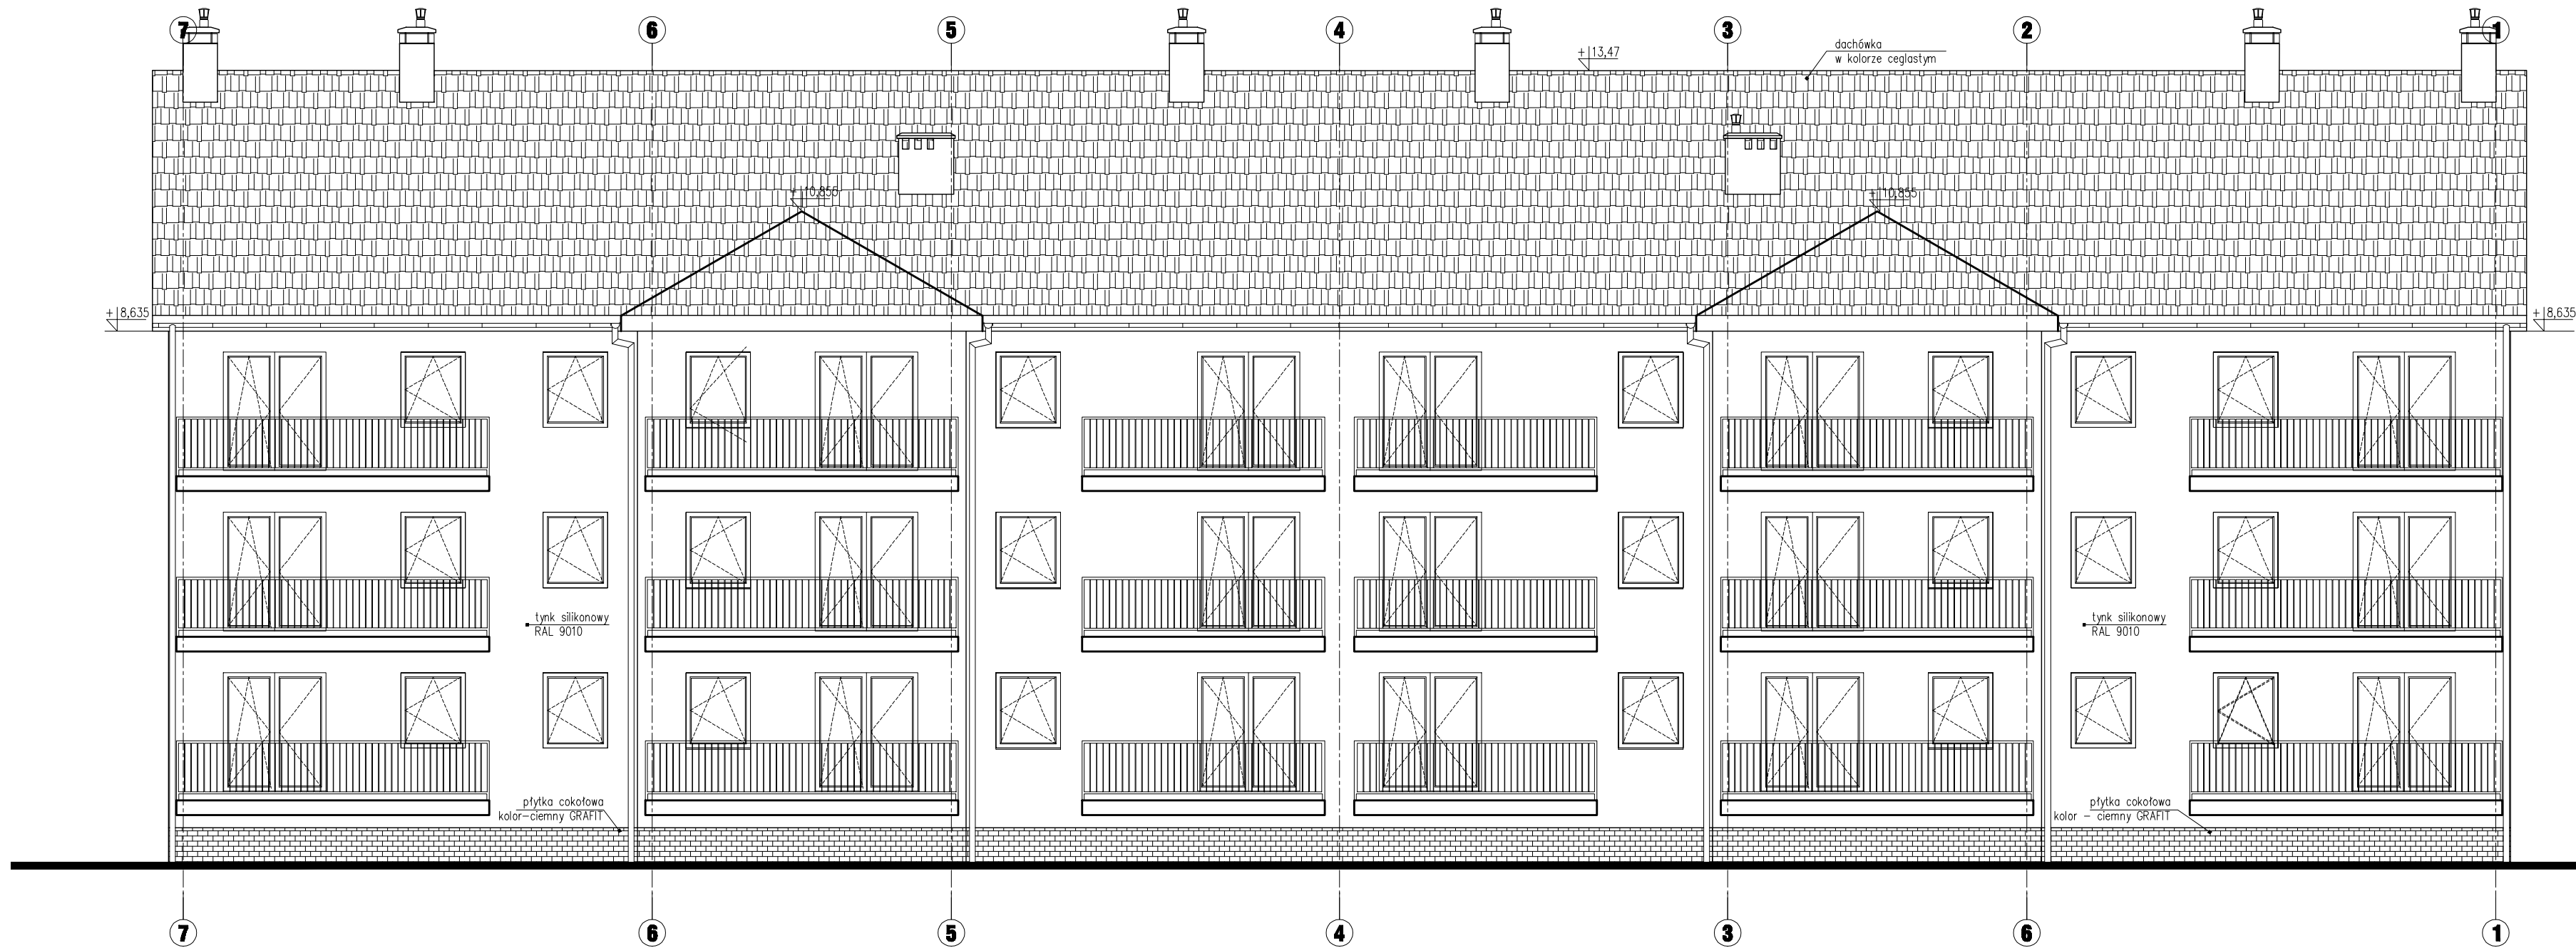 7 6 5 4 3 2 1
+13,47
dachówka
w kolorze ceglastym
+10,855
+10,855
+8,635
+8,635
tynk silikonowy
RAL 9010
tynk silikonowy
RAL 9010
płytka cokołowa
kolor-ciemny GRAFIT
płytka cokołowa
kolor - ciemny GRAFIT
7 6 5 4 3 6 1